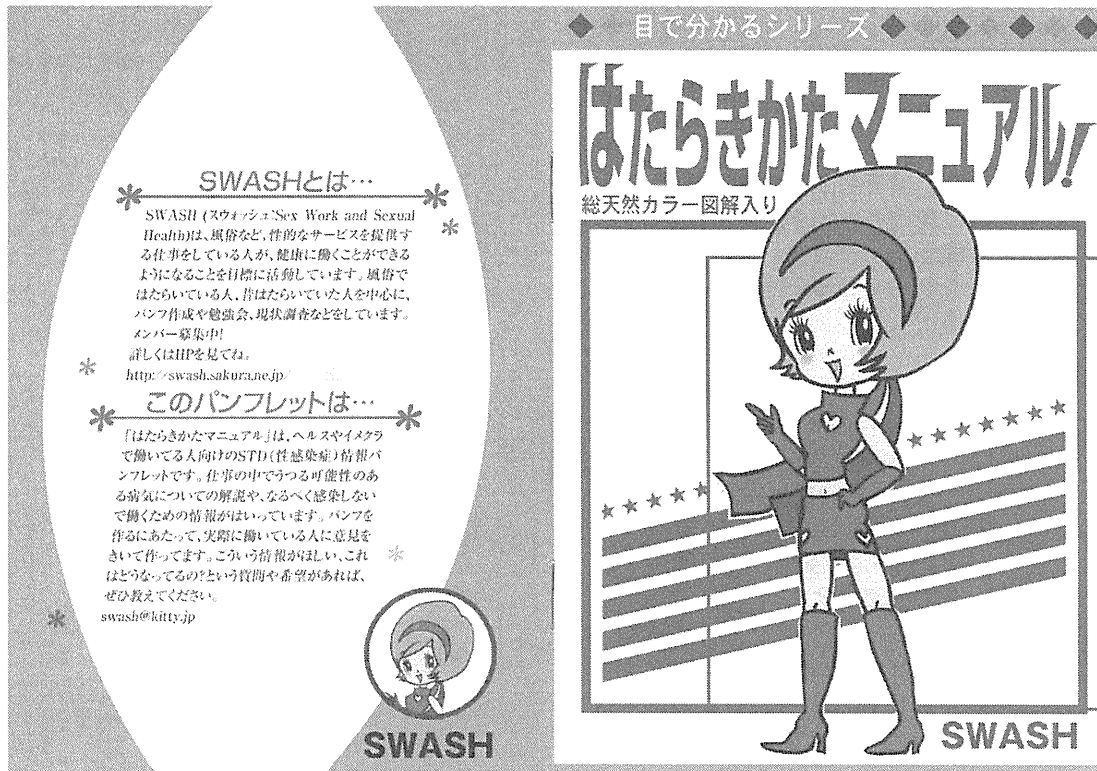 SWASHとは…
SWASH (スウォッシュ:Sex Work and Sexual
Health)は、風俗など、性的なサービスを提供す
る仕事をしている人が、健康に働くことができる
ようになることを目標に活動しています。風俗で
はたらいている人、昔はたらいていた人を中心に、
パンフ作成や勉強会、現状調査などをしています。
メンバー募集中!
詳しくはHPを見てね。
http://swash.sakura.ne.jp/
このパンフレットは…
「はたらきかたマニュアル」は、ヘルスやイメクラ
で働いてる人向けのSTD(性感染症)情報パ
ンフレットです。仕事の中でうつる可能性のあ
る病気についての解説や、なるべく感染しない
で働くための情報がはいっています。パンフを
作るにあたって、実際に働いている人に意見を
きいて作ってます。こういう情報がほしい、これ
はどうなってるの?という質問や希望があれば、
ぜひ教えてください。
swash@kitty.jp
SWASH
目で分かるシリーズ
はたらきかたマニュアル!
総天然カラー図解入り
SWASH